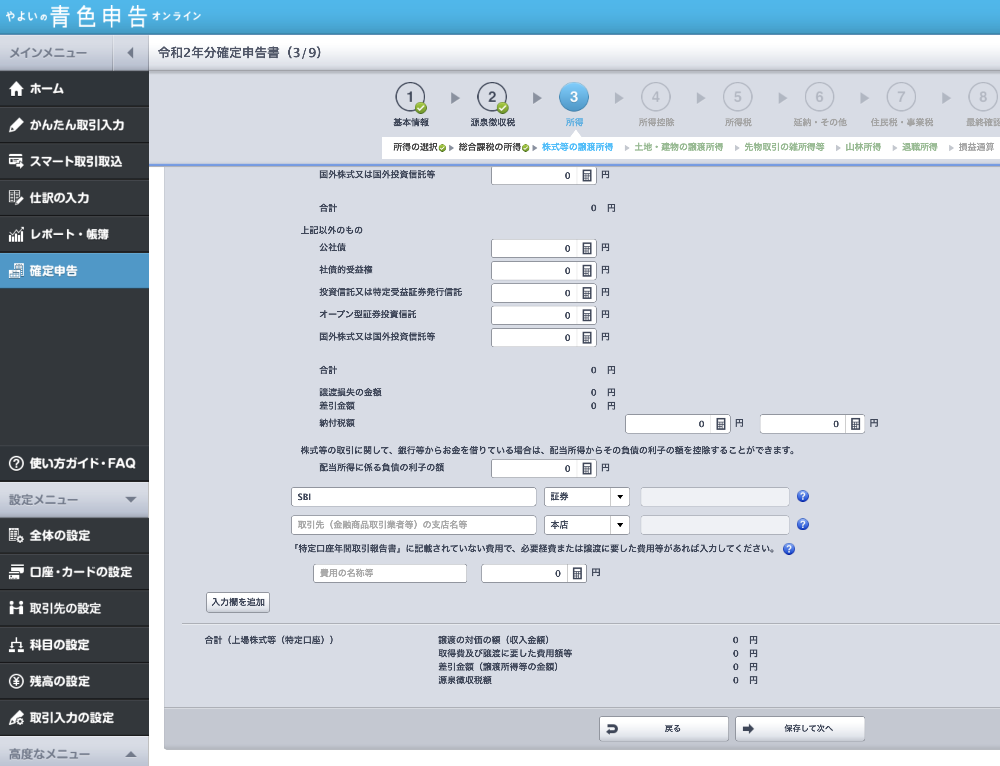 やよいの青色申告オンライン
メインメニュー
令和2年分確定申告書（3/9）
ホーム
かんたん取引入力
スマート取引取込
仕訳の入力
レポート・帳簿
確定申告
使い方ガイド・FAQ
設定メニュー
全体の設定
口座・カードの設定
取引先の設定
科目の設定
残高の設定
取引入力の設定
高度なメニュー
1 2 3 4 5 6 7 8
基本情報 源泉徴収税 所得 所得控除 所得税 延納・その他 住民税・事業税 最終確認
所得の選択 総合課税の所得 株式等の譲渡所得 土地・建物の譲渡所得 先物取引の雑所得等 山林所得 退職所得 損益通算
国外株式又は国外投資信託等 0 円
合計 0 円
上記以外のもの
公社債 0 円
社債的受益権 0 円
投資信託又は特定受益証券発行信託 0 円
オープン型証券投資信託 0 円
国外株式又は国外投資信託等 0 円
合計 0 円
譲渡損失の金額 0 円
差引金額 0 円
納付税額 0 円 0 円
株式等の取引に関して、銀行等からお金を借りている場合は、配当所得からその負債の利子の額を控除することができます。
配当所得に係る負債の利子の額 0 円
SBI 証券 ?
取引先（金融商品取引業者等）の支店名等 本店 ?
「特定口座年間取引報告書」に記載されていない費用で、必要経費または譲渡に要した費用等があれば入力してください。 ?
費用の名称等 0 円
入力欄を追加
合計（上場株式等（特定口座）） 譲渡の対価の額（収入金額） 0 円
取得費及び譲渡に要した費用額等 0 円
差引金額（譲渡所得等の金額） 0 円
源泉徴収税額 0 円
戻る 保存して次へ